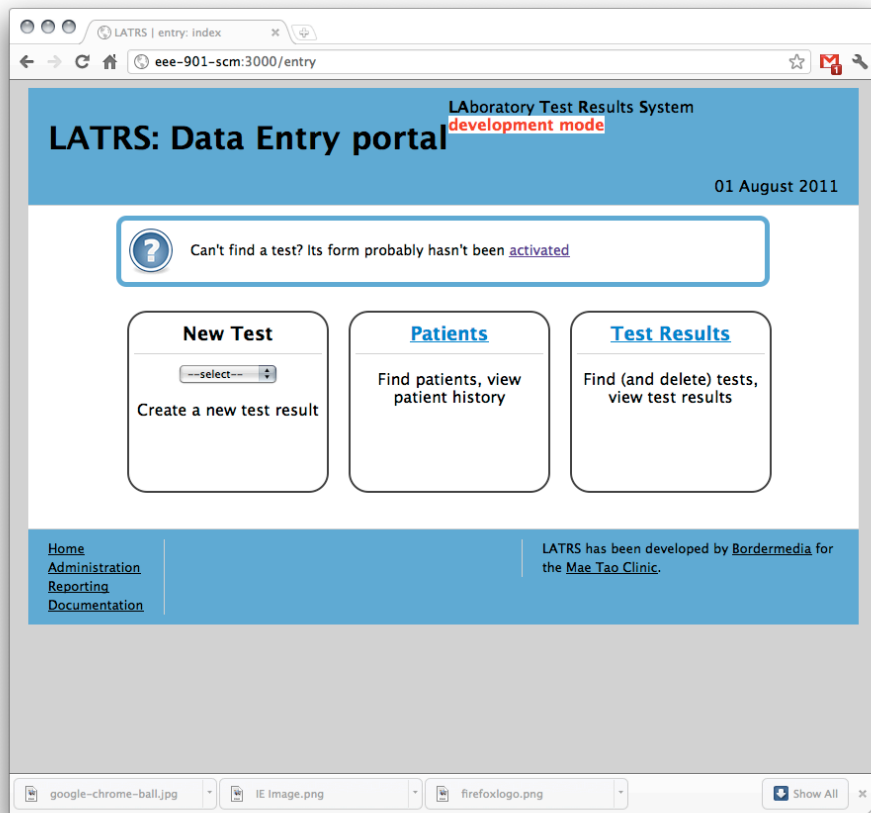 LATRS | entry: index
eee-901-scm:3000/entry
1
LAboratory Test Results System
LATRS: Data Entry portal
development mode
01 August 2011
?
Can't find a test? Its form probably hasn't been activated
New Test
--select--
Create a new test result
Patients
Find patients, view
patient history
Test Results
Find (and delete) tests,
view test results
Home
Administration
Reporting
Documentation
LATRS has been developed by Bordermedia for
the Mae Tao Clinic.
google-chrome-ball.jpg
IE Image.png
firefoxlogo.png
Show All